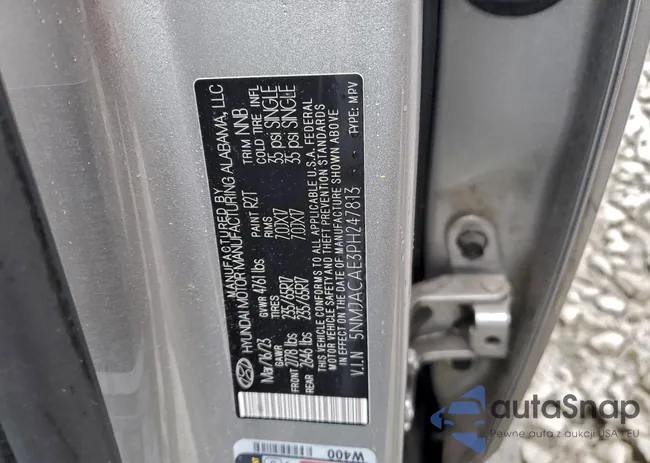 MANUFACTURED BY
HYUNDAI MOTOR MANUFACTURING ALABAMA, LLC
Mar/16/23 GVWR 4761 lbs PAINT R2T TRIM NNB
GAWR TIRES RIMS COLD TIRE INFL
FRONT 2778 lbs 235/65R17 7.0JX17 35 psi SINGLE
REAR 2646 lbs 235/65R17 7.0JX17 35 psi SINGLE
THIS VEHICLE CONFORMS TO ALL APPLICABLE U.S.A. FEDERAL
MOTOR VEHICLE SAFETY AND THEFT PREVENTION STANDARDS
IN EFFECT ON THE DATE OF MANUFACTURE SHOWN ABOVE
V.I.N 5NMJACAE3PH247813 TYPE: MPV
W400
autaSnap
Pewne auto z aukcji USA i EU